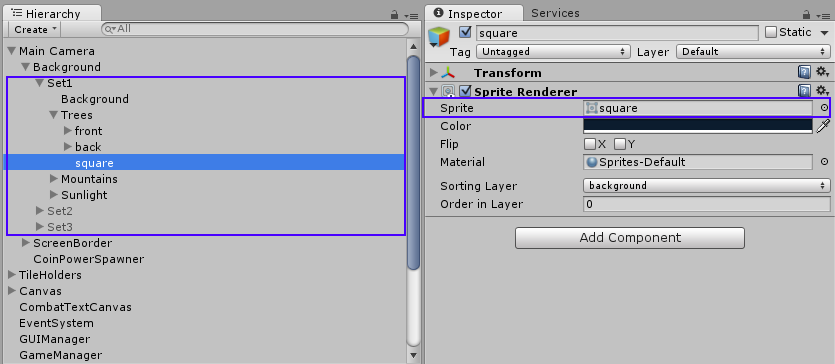 Hierarchy
Create
All
Main Camera
Background
Set1
Background
Trees
front
back
square
Mountains
Sunlight
Set2
Set3
ScreenBorder
CoinPowerSpawner
TileHolders
Canvas
CombatTextCanvas
EventSystem
GUIManager
GameManager
Inspector Services
square Static
Tag Untagged Layer Default
Transform
Sprite Renderer
Sprite square
Color
Flip X Y
Material Sprites-Default
Sorting Layer background
Order in Layer 0
Add Component